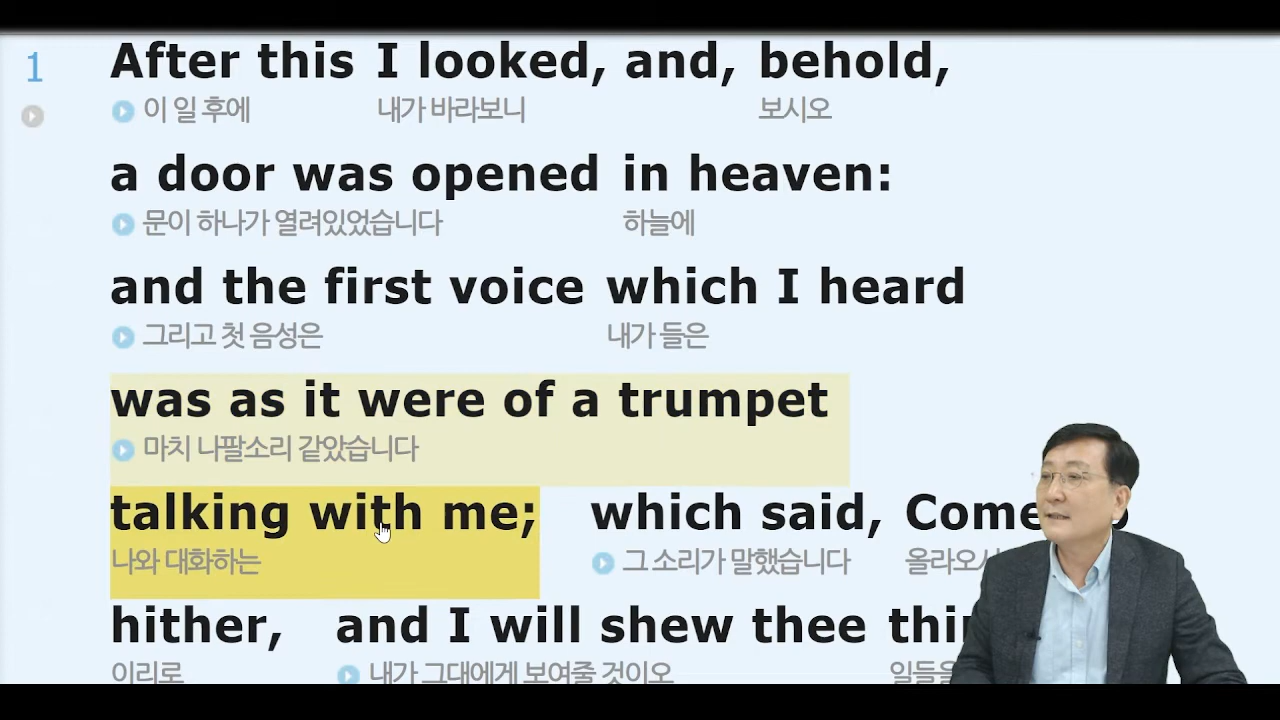 1 After this I looked, and, behold,
이 일 후에 내가 바라보니 보시오
a door was opened in heaven:
문이 하나가 열려있었습니다 하늘에
and the first voice which I heard
그리고 첫 음성은 내가 들은
was as it were of a trumpet
마치 나팔소리 같았습니다
talking with me; which said, Come
나와 대화하는 그 소리가 말했습니다
hither, and I will shew thee
이리로 내가 그대에게 보여줄 것이오